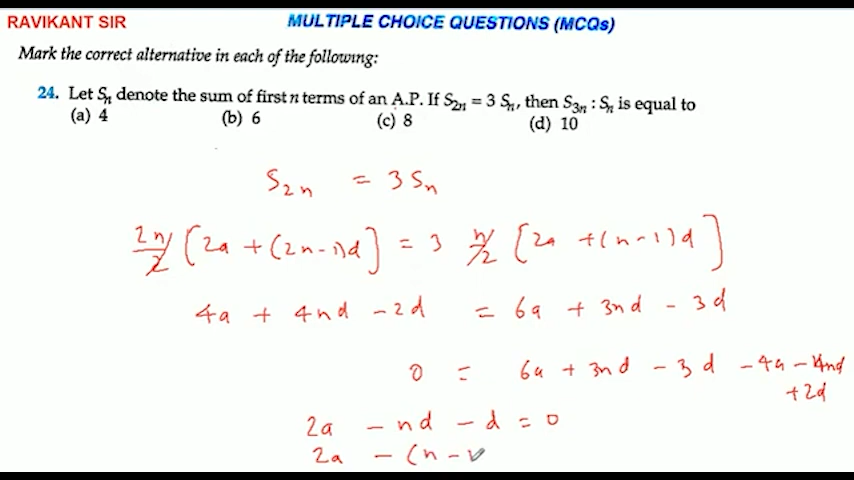 RAVIKANT SIR MULTIPLE CHOICE QUESTIONS (MCQs)
Mark the correct alternative in each of the following:
24. Let Sₙ denote the sum of first n terms of an A.P. If S₂ₙ = 3 Sₙ, then S₃ₙ : Sₙ is equal to
(a) 4 (b) 6 (c) 8 (d) 10
S₂ₙ = 3 Sₙ
2n/2 [2a + (2n-1)d] = 3 n/2 [2a + (n-1)d]
4a + 4nd - 2d = 6a + 3nd - 3d
0 = 6a + 3nd - 3d - 4a - 4nd
+ 2d
2a - nd - d = 0
2a - (n -